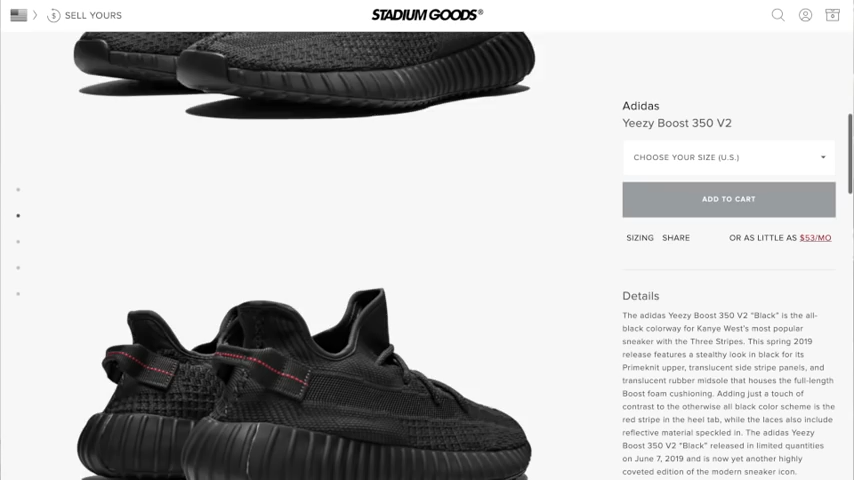 SELL YOURS
STADIUM GOODS®
0
Adidas
Yeezy Boost 350 V2
CHOOSE YOUR SIZE (U.S.)
ADD TO CART
SIZING SHARE OR AS LITTLE AS $53/MO
Details
The adidas Yeezy Boost 350 V2 "Black" is the all-
black colorway for Kanye West's most popular
sneaker with the Three Stripes. This spring 2019
release features a stealthy look in black for its
Primeknit upper, translucent side stripe panels, and
translucent rubber midsole that houses the full-length
Boost foam cushioning. Adding just a touch of
contrast to the otherwise all black color scheme is the
red stripe in the heel tab, while the laces also include
reflective material speckled in. The adidas Yeezy
Boost 350 V2 "Black" released in limited quantities
on June 7, 2019 and is now yet another highly
coveted edition of the modern sneaker icon.